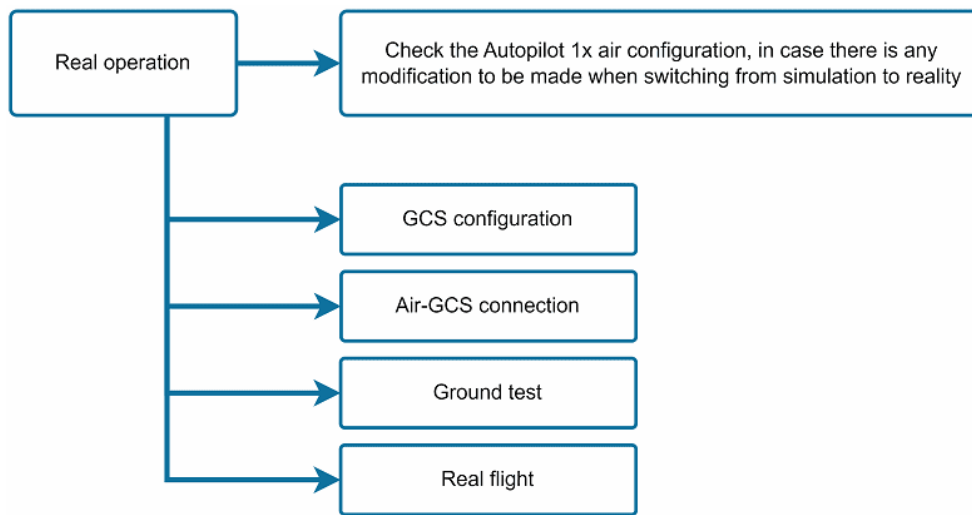 Real operation
Check the Autopilot 1x air configuration, in case there is any
modification to be made when switching from simulation to reality
GCS configuration
Air-GCS connection
Ground test
Real flight